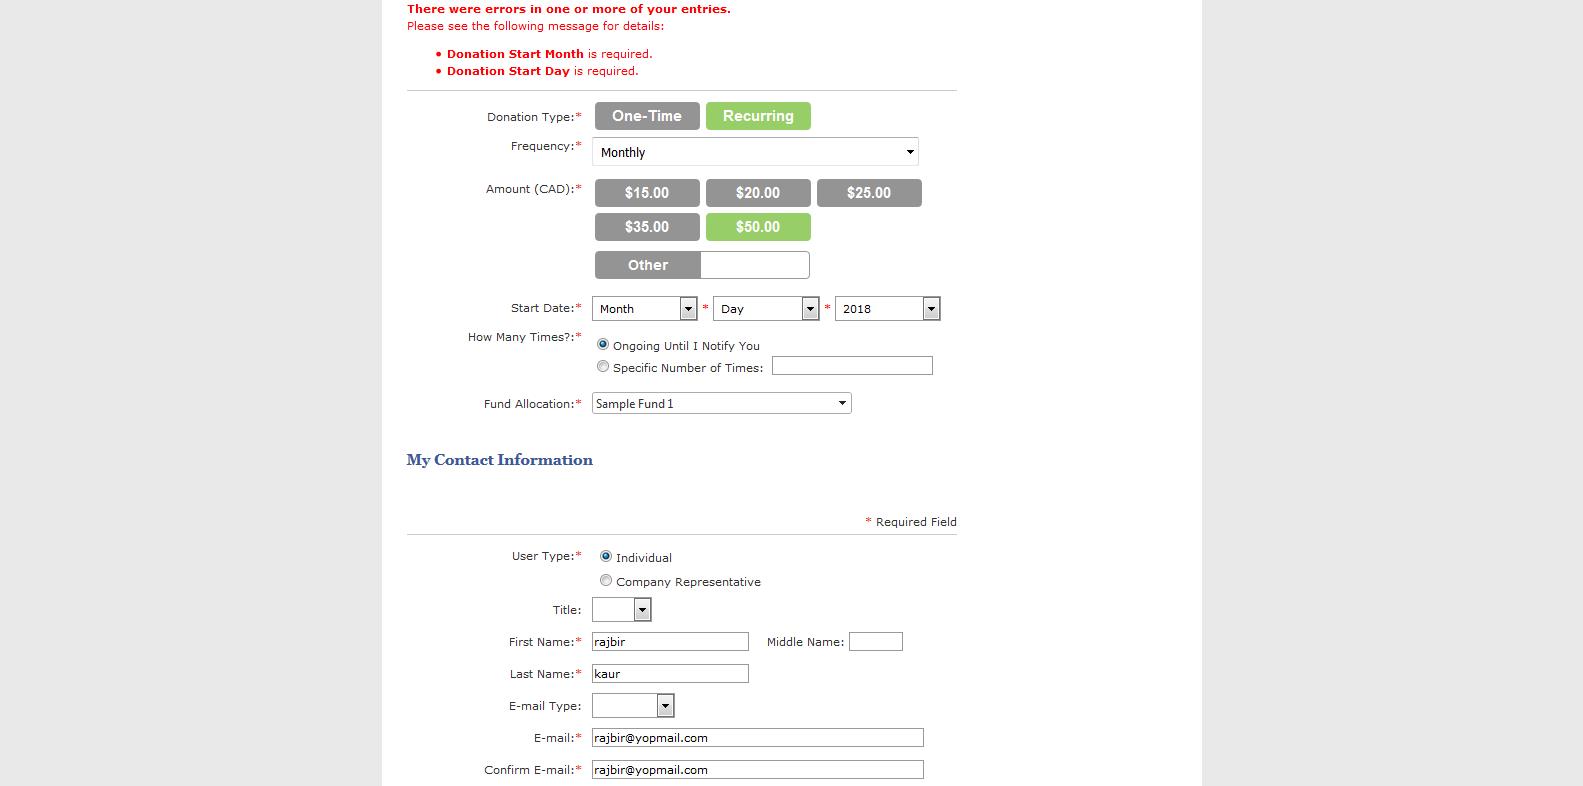 There were errors in one or more of your entries.
Please see the following message for details:
• Donation Start Month is required.
• Donation Start Day is required.
Donation Type:* One-Time Recurring
Frequency:* Monthly
Amount (CAD):* $15.00 $20.00 $25.00
$35.00 $50.00
Other
Start Date:* Month * Day * 2018
How Many Times?:*
Ongoing Until I Notify You
Specific Number of Times:
Fund Allocation:* Sample Fund 1
My Contact Information
* Required Field
User Type:* Individual
Company Representative
Title:
First Name:* rajbir Middle Name:
Last Name:* kaur
E-mail Type:
E-mail:* rajbir@yopmail.com
Confirm E-mail:* rajbir@yopmail.com